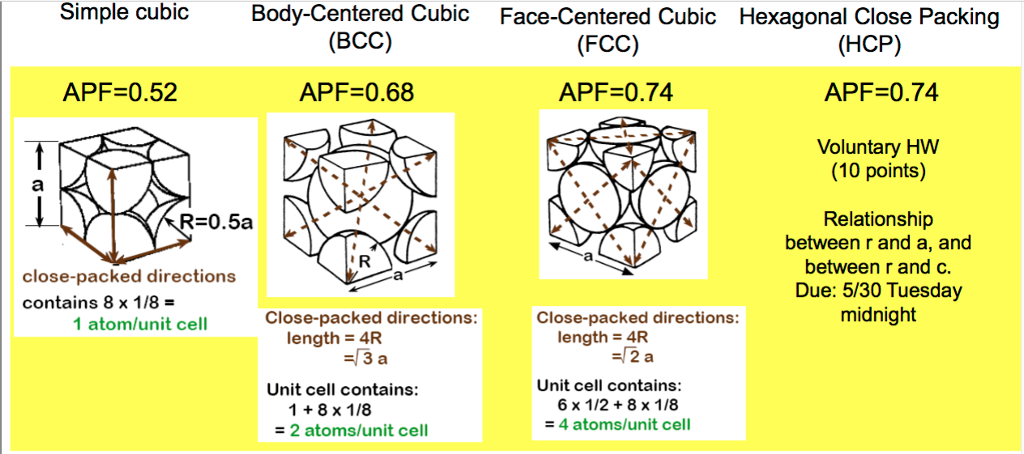 Simple cubic
Body-Centered Cubic
(BCC)
Face-Centered Cubic
(FCC)
Hexagonal Close Packing
(HCP)
APF=0.52
APF=0.68
APF=0.74
APF=0.74
a
R=0.5a
close-packed directions
contains 8 x 1/8 =
1 atom/unit cell
R
a
Close-packed directions:
length = 4R
=√3 a
Unit cell contains:
1 + 8 x 1/8
= 2 atoms/unit cell
a
Close-packed directions:
length = 4R
=√2 a
Unit cell contains:
6 x 1/2 + 8 x 1/8
= 4 atoms/unit cell
Voluntary HW
(10 points)
Relationship
between r and a, and
between r and c.
Due: 5/30 Tuesday
midnight